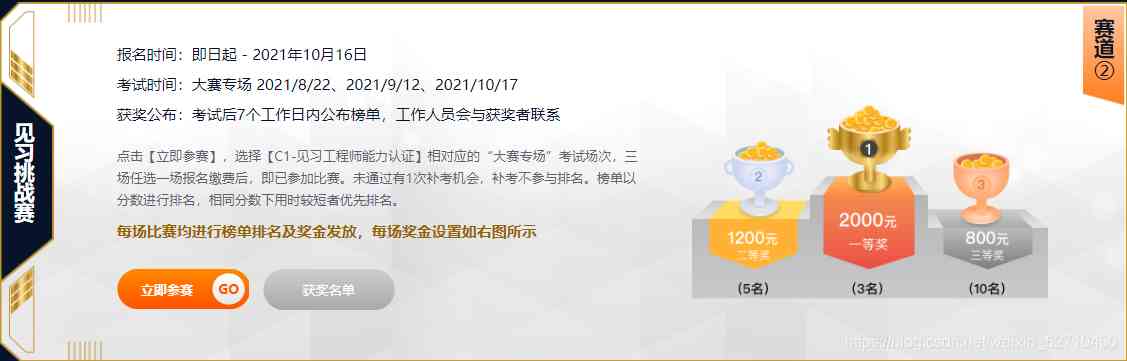 赛道②
见习挑战赛
报名时间：即日起 - 2021年10月16日
考试时间：大赛专场 2021/8/22、2021/9/12、2021/10/17
获奖公布：考试后7个工作日内公布榜单，工作人员会与获奖者联系
点击【立即参赛】，选择【C1-见习工程师能力认证】相对应的“大赛专场”考试场次，三
场任选一场报名缴费后，即已参加比赛。未通过有1次补考机会，补考不参与排名。榜单以
分数进行排名，相同分数下用时较短者优先排名。
每场比赛均进行榜单排名及奖金发放，每场奖金设置如右图所示
立即参赛 GO
获奖名单
2 1 3
1200元 2000元 800元
二等奖 一等奖 三等奖
（5名） （3名） （10名）